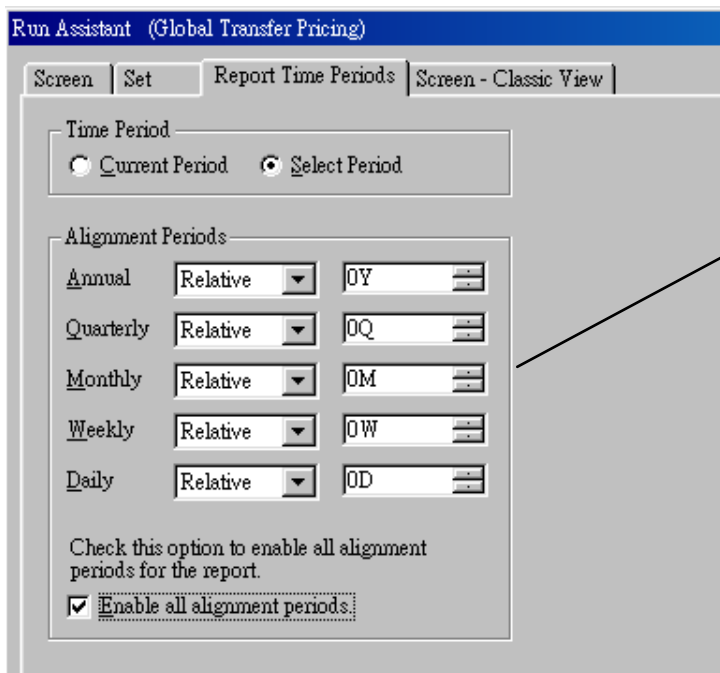 Run Assistant (Global Transfer Pricing)
Screen Set Report Time Periods Screen - Classic View
Time Period
Current Period Select Period
Alignment Periods
Annual Relative 0Y
Quarterly Relative 0Q
Monthly Relative 0M
Weekly Relative 0W
Daily Relative 0D
Check this option to enable all alignment
periods for the report.
Enable all alignment periods.